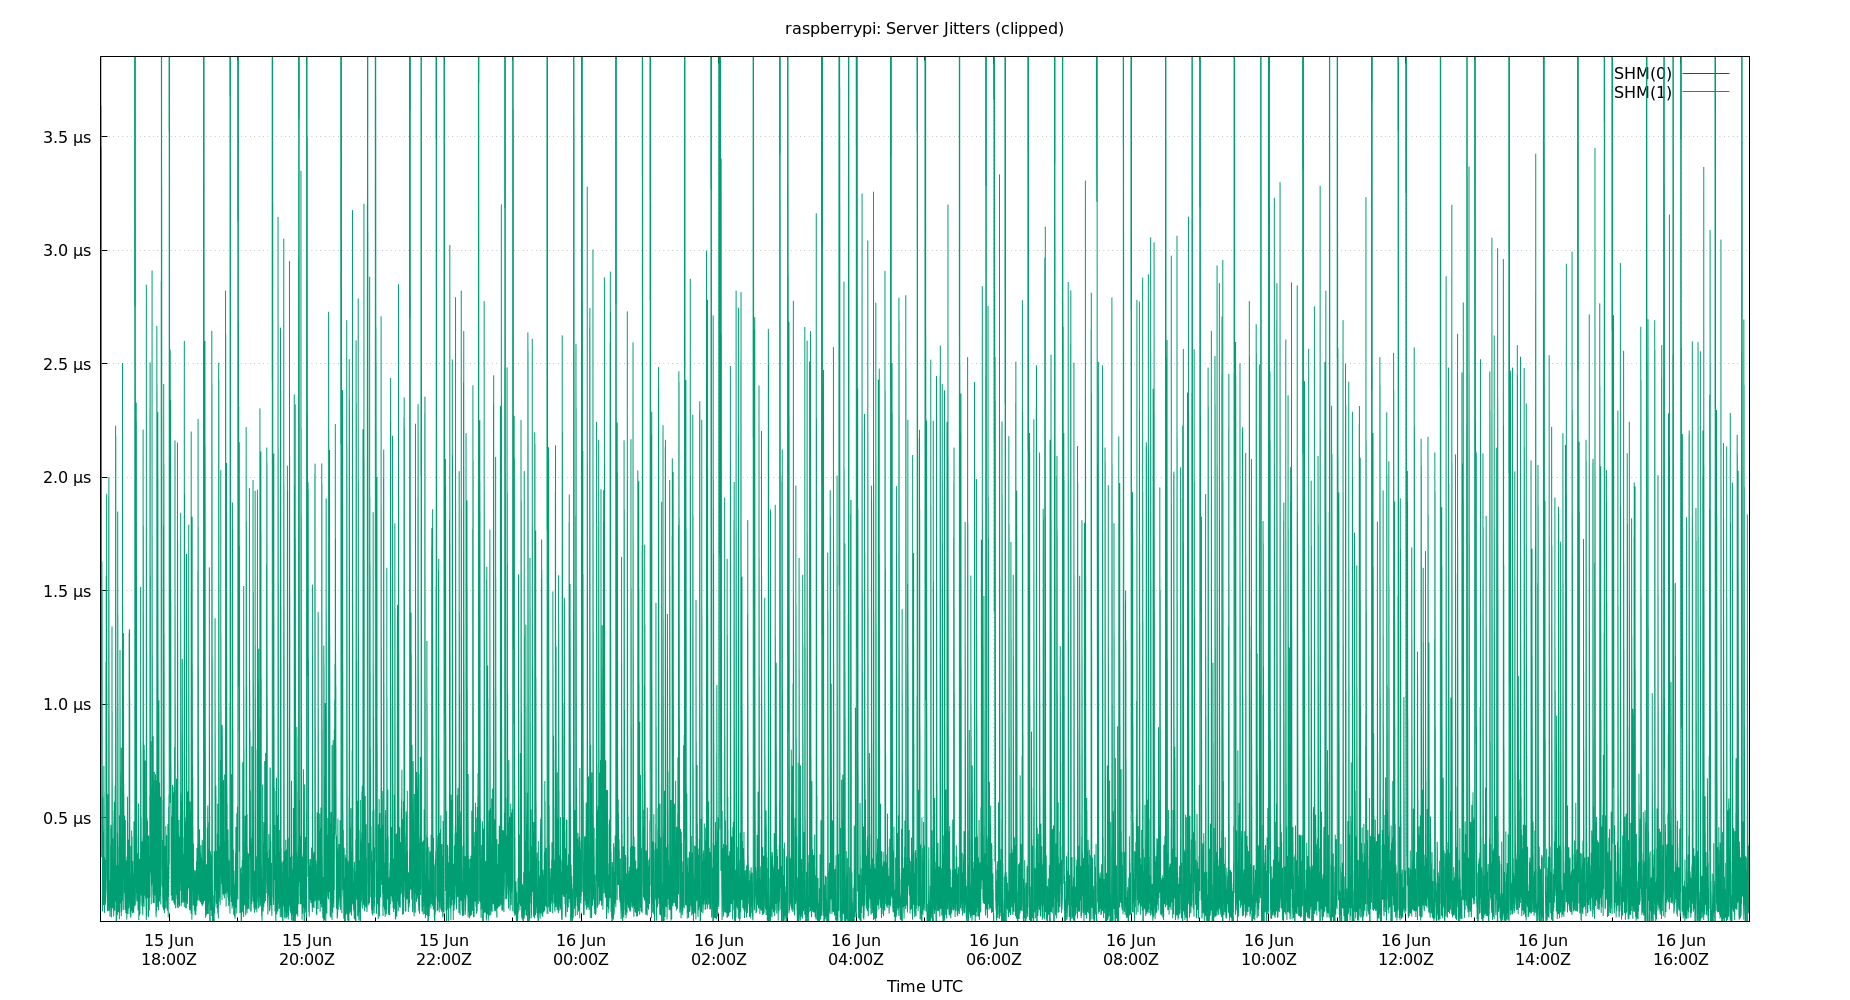 raspberrypi: Server Jitters (clipped)
SHM(0)
SHM(1)
3.5 µs
3.0 µs
2.5 µs
2.0 µs
1.5 µs
1.0 µs
0.5 µs
15 Jun 15 Jun 15 Jun 16 Jun 16 Jun 16 Jun 16 Jun 16 Jun 16 Jun 16 Jun 16 Jun 16 Jun
18:00Z 20:00Z 22:00Z 00:00Z 02:00Z 04:00Z 06:00Z 08:00Z 10:00Z 12:00Z 14:00Z 16:00Z
Time UTC